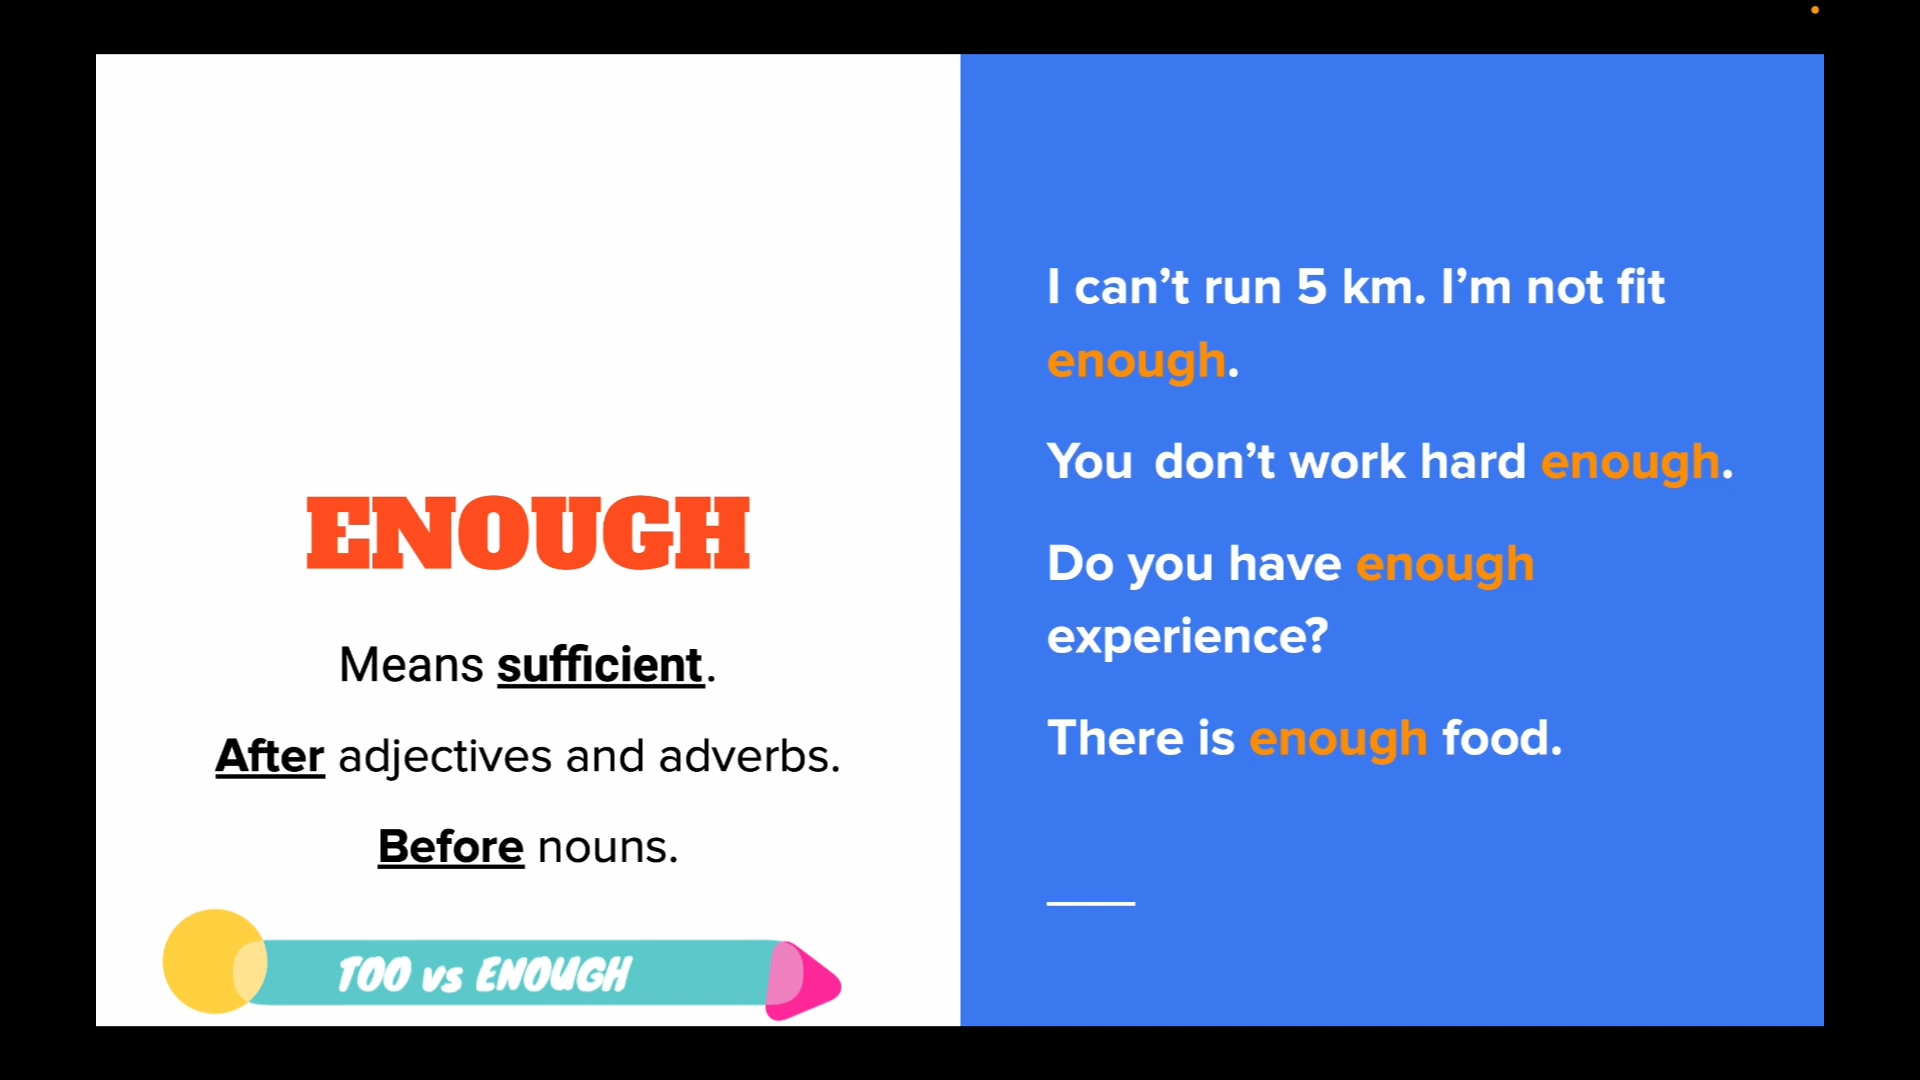 ENOUGH
Means sufficient.
After adjectives and adverbs.
Before nouns.
TOO vs ENOUGH
I can’t run 5 km. I’m not fit
enough.
You don’t work hard enough.
Do you have enough
experience?
There is enough food.